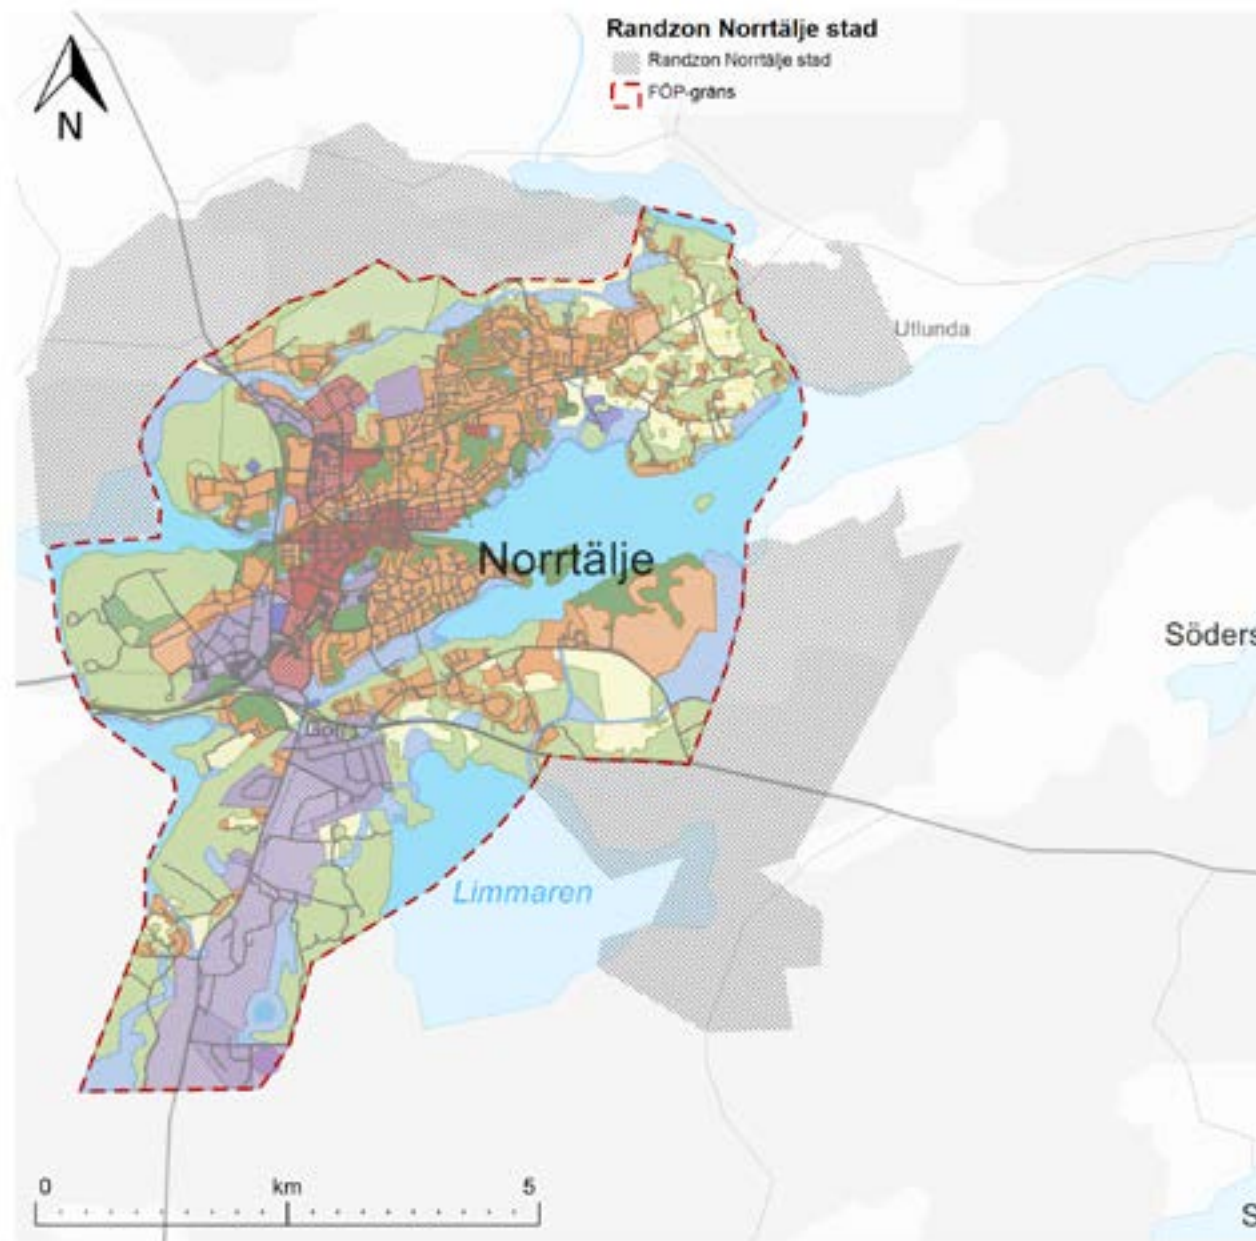 Randzon Norrtälje stad
Randzon Norrtälje stad
FÖP-gräns
N
Utlunda
Norrtälje
Söders
Limmaren
0 km 5
S